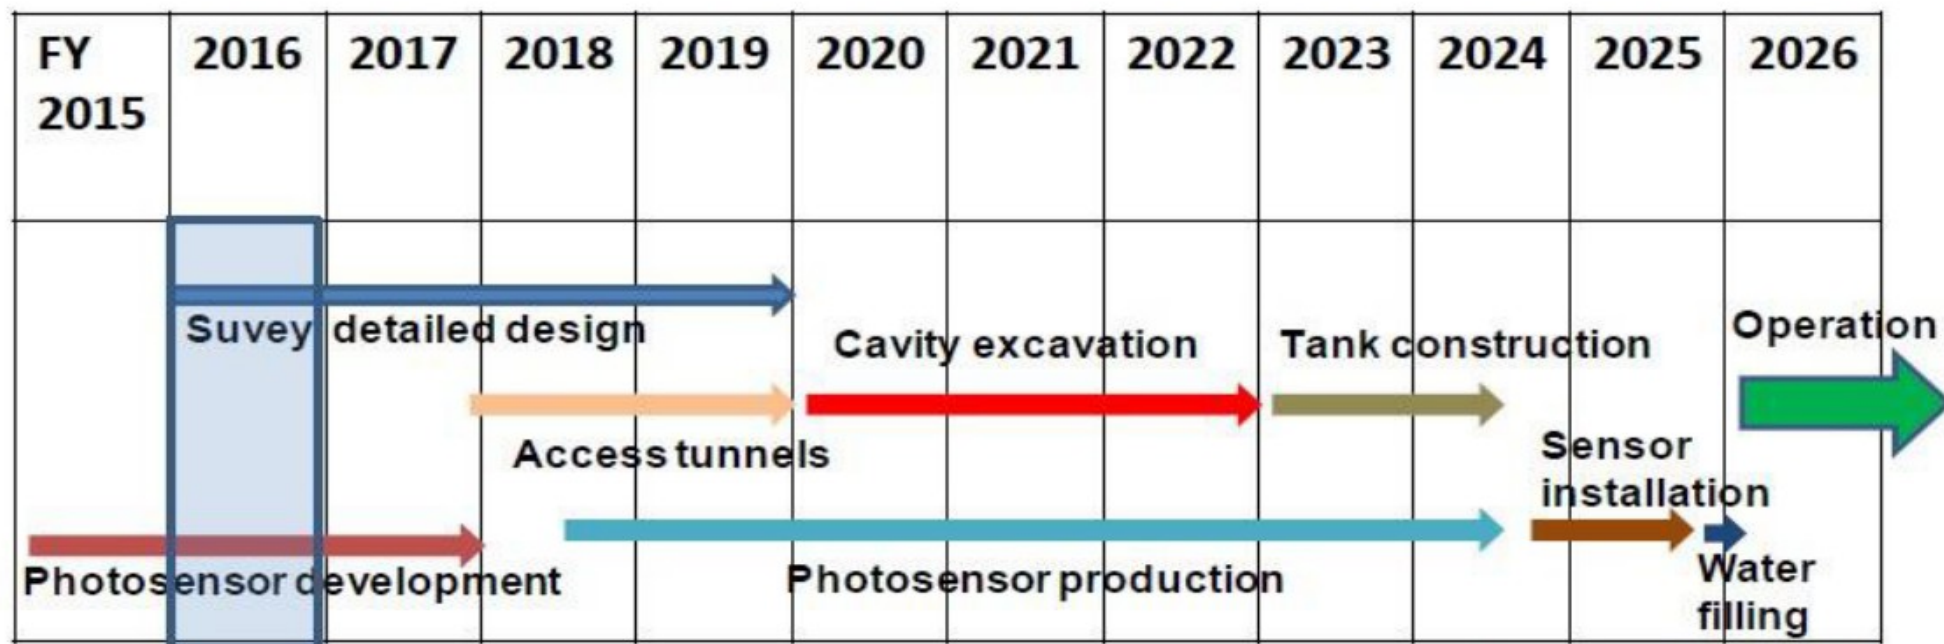 FY 2016 2017 2018 2019 2020 2021 2022 2023 2024 2025 2026
2015
Suvey detailed design
Cavity excavation
Tank construction
Operation
Access tunnels
Sensor
installation
Photosensor development
Photosensor production
Water
filling